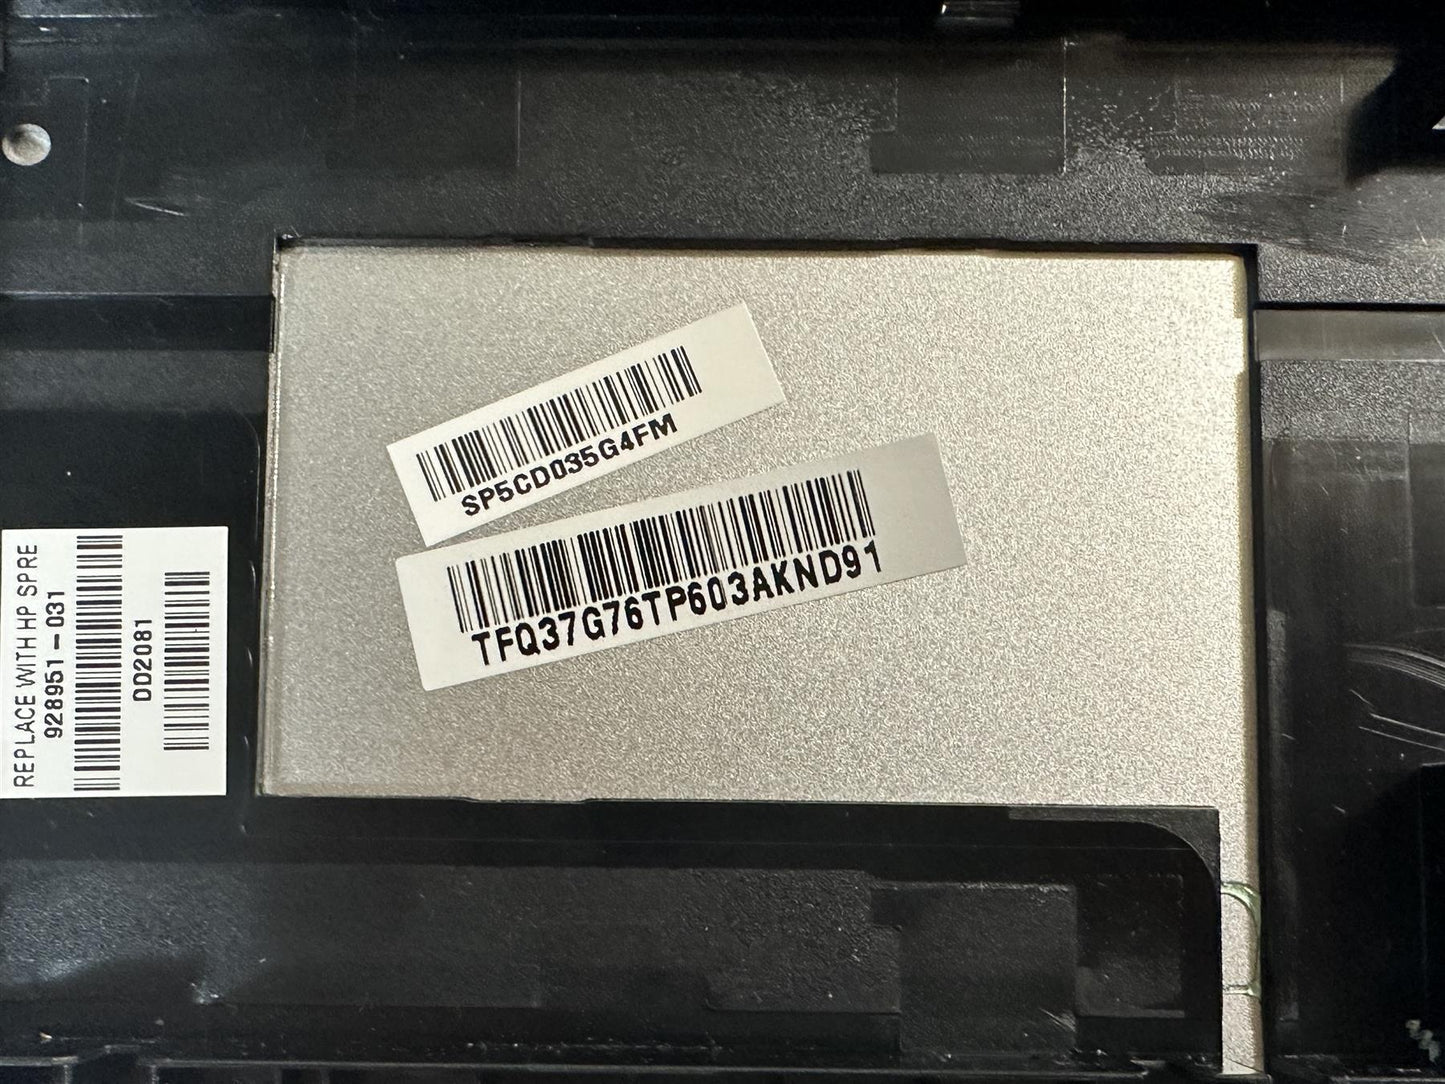 SP5CD035G4FM
TFQ37G76TP603AKND91
REPLACE WITH HP SPRE
928951-031
DD2081